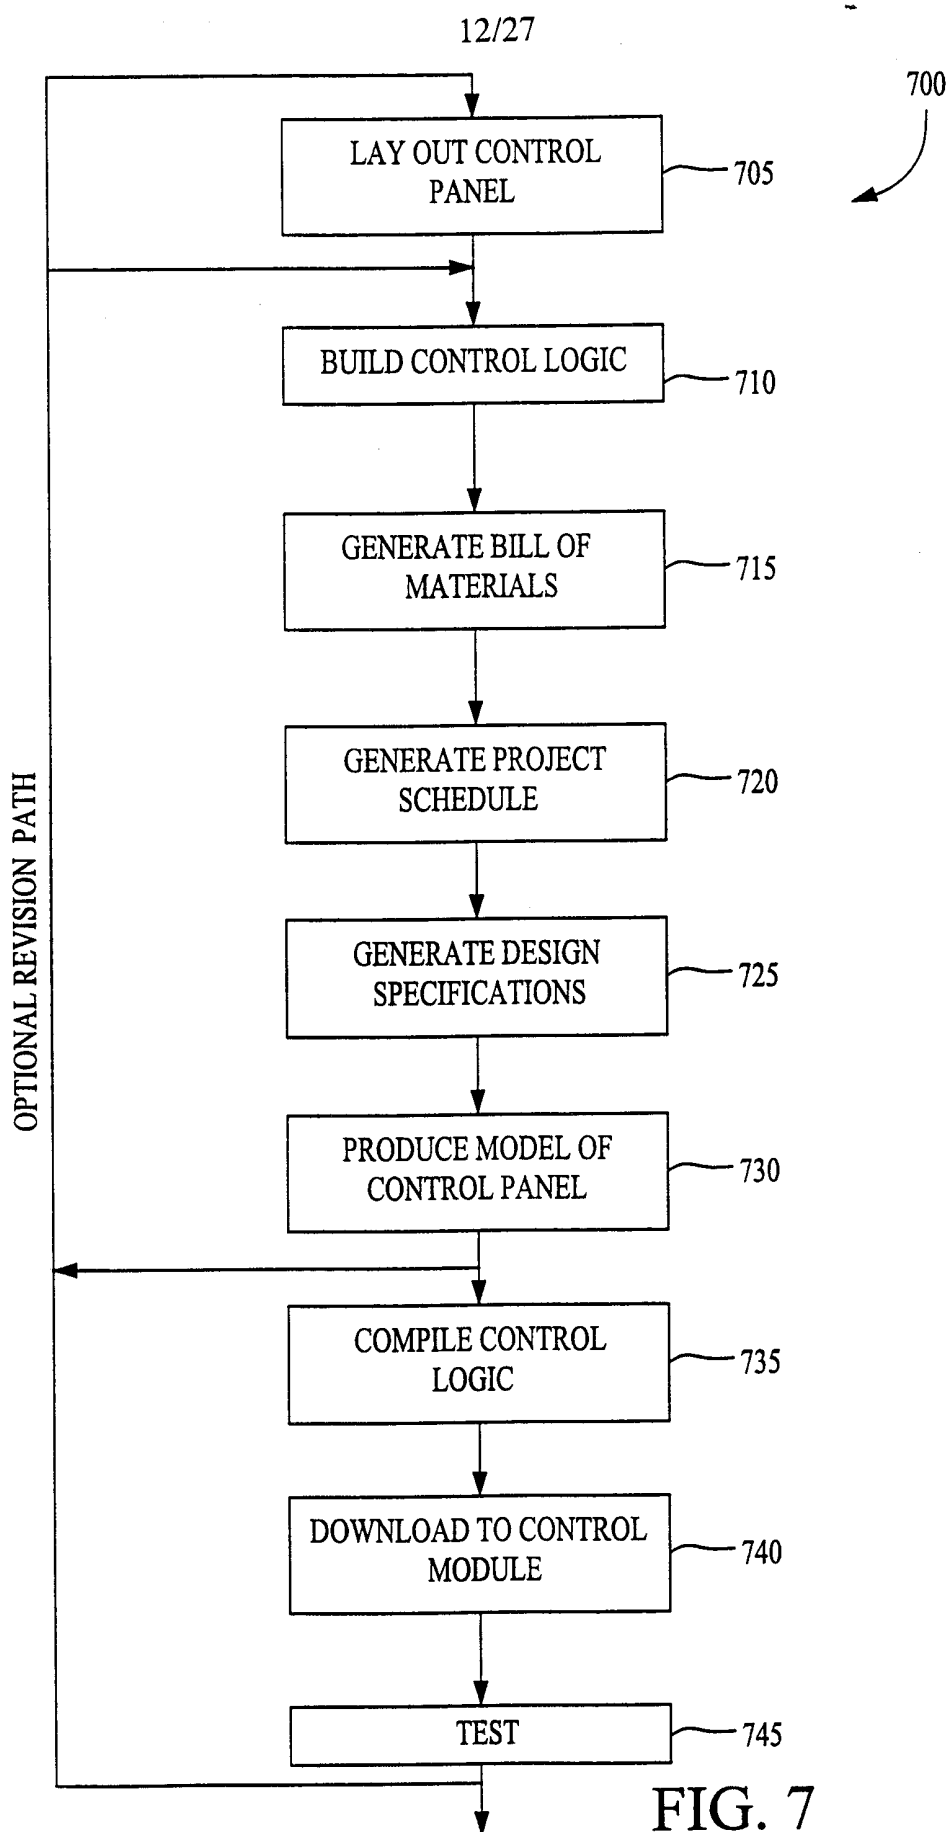 12/27
700
LAY OUT CONTROL
PANEL
705
BUILD CONTROL LOGIC
710
GENERATE BILL OF
MATERIALS
715
GENERATE PROJECT
SCHEDULE
720
GENERATE DESIGN
SPECIFICATIONS
725
PRODUCE MODEL OF
CONTROL PANEL
730
COMPILE CONTROL
LOGIC
735
DOWNLOAD TO CONTROL
MODULE
740
TEST
745
OPTIONAL REVISION PATH
FIG. 7